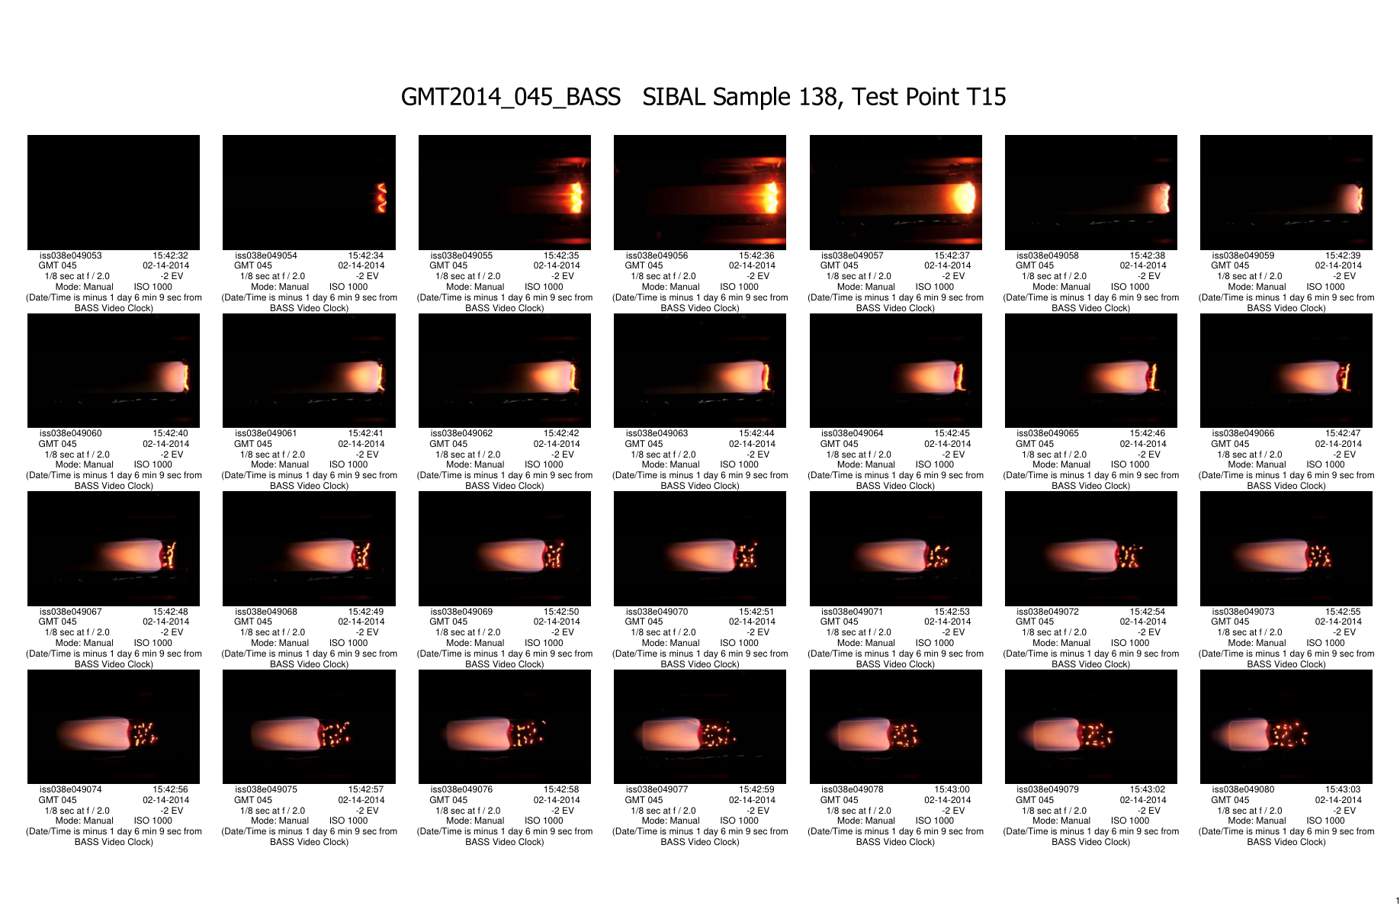 GMT2014_045_BASS SIBAL Sample 138, Test Point T15
iss038e049053 15:42:32
GMT 045 02-14-2014
1/8 sec at f / 2.0 -2 EV
Mode: Manual ISO 1000
(Date/Time is minus 1 day 6 min 9 sec from
BASS Video Clock)
iss038e049054 15:42:34
GMT 045 02-14-2014
1/8 sec at f / 2.0 -2 EV
Mode: Manual ISO 1000
(Date/Time is minus 1 day 6 min 9 sec from
BASS Video Clock)
iss038e049055 15:42:35
GMT 045 02-14-2014
1/8 sec at f / 2.0 -2 EV
Mode: Manual ISO 1000
(Date/Time is minus 1 day 6 min 9 sec from
BASS Video Clock)
iss038e049056 15:42:36
GMT 045 02-14-2014
1/8 sec at f / 2.0 -2 EV
Mode: Manual ISO 1000
(Date/Time is minus 1 day 6 min 9 sec from
BASS Video Clock)
iss038e049057 15:42:37
GMT 045 02-14-2014
1/8 sec at f / 2.0 -2 EV
Mode: Manual ISO 1000
(Date/Time is minus 1 day 6 min 9 sec from
BASS Video Clock)
iss038e049058 15:42:38
GMT 045 02-14-2014
1/8 sec at f / 2.0 -2 EV
Mode: Manual ISO 1000
(Date/Time is minus 1 day 6 min 9 sec from
BASS Video Clock)
iss038e049059 15:42:39
GMT 045 02-14-2014
1/8 sec at f / 2.0 -2 EV
Mode: Manual ISO 1000
(Date/Time is minus 1 day 6 min 9 sec from
BASS Video Clock)
iss038e049060 15:42:40
GMT 045 02-14-2014
1/8 sec at f / 2.0 -2 EV
Mode: Manual ISO 1000
(Date/Time is minus 1 day 6 min 9 sec from
BASS Video Clock)
iss038e049061 15:42:41
GMT 045 02-14-2014
1/8 sec at f / 2.0 -2 EV
Mode: Manual ISO 1000
(Date/Time is minus 1 day 6 min 9 sec from
BASS Video Clock)
iss038e049062 15:42:42
GMT 045 02-14-2014
1/8 sec at f / 2.0 -2 EV
Mode: Manual ISO 1000
(Date/Time is minus 1 day 6 min 9 sec from
BASS Video Clock)
iss038e049063 15:42:44
GMT 045 02-14-2014
1/8 sec at f / 2.0 -2 EV
Mode: Manual ISO 1000
(Date/Time is minus 1 day 6 min 9 sec from
BASS Video Clock)
iss038e049064 15:42:45
GMT 045 02-14-2014
1/8 sec at f / 2.0 -2 EV
Mode: Manual ISO 1000
(Date/Time is minus 1 day 6 min 9 sec from
BASS Video Clock)
iss038e049065 15:42:46
GMT 045 02-14-2014
1/8 sec at f / 2.0 -2 EV
Mode: Manual ISO 1000
(Date/Time is minus 1 day 6 min 9 sec from
BASS Video Clock)
iss038e049066 15:42:47
GMT 045 02-14-2014
1/8 sec at f / 2.0 -2 EV
Mode: Manual ISO 1000
(Date/Time is minus 1 day 6 min 9 sec from
BASS Video Clock)
iss038e049067 15:42:48
GMT 045 02-14-2014
1/8 sec at f / 2.0 -2 EV
Mode: Manual ISO 1000
(Date/Time is minus 1 day 6 min 9 sec from
BASS Video Clock)
iss038e049068 15:42:49
GMT 045 02-14-2014
1/8 sec at f / 2.0 -2 EV
Mode: Manual ISO 1000
(Date/Time is minus 1 day 6 min 9 sec from
BASS Video Clock)
iss038e049069 15:42:50
GMT 045 02-14-2014
1/8 sec at f / 2.0 -2 EV
Mode: Manual ISO 1000
(Date/Time is minus 1 day 6 min 9 sec from
BASS Video Clock)
iss038e049070 15:42:51
GMT 045 02-14-2014
1/8 sec at f / 2.0 -2 EV
Mode: Manual ISO 1000
(Date/Time is minus 1 day 6 min 9 sec from
BASS Video Clock)
iss038e049071 15:42:53
GMT 045 02-14-2014
1/8 sec at f / 2.0 -2 EV
Mode: Manual ISO 1000
(Date/Time is minus 1 day 6 min 9 sec from
BASS Video Clock)
iss038e049072 15:42:54
GMT 045 02-14-2014
1/8 sec at f / 2.0 -2 EV
Mode: Manual ISO 1000
(Date/Time is minus 1 day 6 min 9 sec from
BASS Video Clock)
iss038e049073 15:42:55
GMT 045 02-14-2014
1/8 sec at f / 2.0 -2 EV
Mode: Manual ISO 1000
(Date/Time is minus 1 day 6 min 9 sec from
BASS Video Clock)
iss038e049074 15:42:56
GMT 045 02-14-2014
1/8 sec at f / 2.0 -2 EV
Mode: Manual ISO 1000
(Date/Time is minus 1 day 6 min 9 sec from
BASS Video Clock)
iss038e049075 15:42:57
GMT 045 02-14-2014
1/8 sec at f / 2.0 -2 EV
Mode: Manual ISO 1000
(Date/Time is minus 1 day 6 min 9 sec from
BASS Video Clock)
iss038e049076 15:42:58
GMT 045 02-14-2014
1/8 sec at f / 2.0 -2 EV
Mode: Manual ISO 1000
(Date/Time is minus 1 day 6 min 9 sec from
BASS Video Clock)
iss038e049077 15:42:59
GMT 045 02-14-2014
1/8 sec at f / 2.0 -2 EV
Mode: Manual ISO 1000
(Date/Time is minus 1 day 6 min 9 sec from
BASS Video Clock)
iss038e049078 15:43:00
GMT 045 02-14-2014
1/8 sec at f / 2.0 -2 EV
Mode: Manual ISO 1000
(Date/Time is minus 1 day 6 min 9 sec from
BASS Video Clock)
iss038e049079 15:43:02
GMT 045 02-14-2014
1/8 sec at f / 2.0 -2 EV
Mode: Manual ISO 1000
(Date/Time is minus 1 day 6 min 9 sec from
BASS Video Clock)
iss038e049080 15:43:03
GMT 045 02-14-2014
1/8 sec at f / 2.0 -2 EV
Mode: Manual ISO 1000
(Date/Time is minus 1 day 6 min 9 sec from
BASS Video Clock)